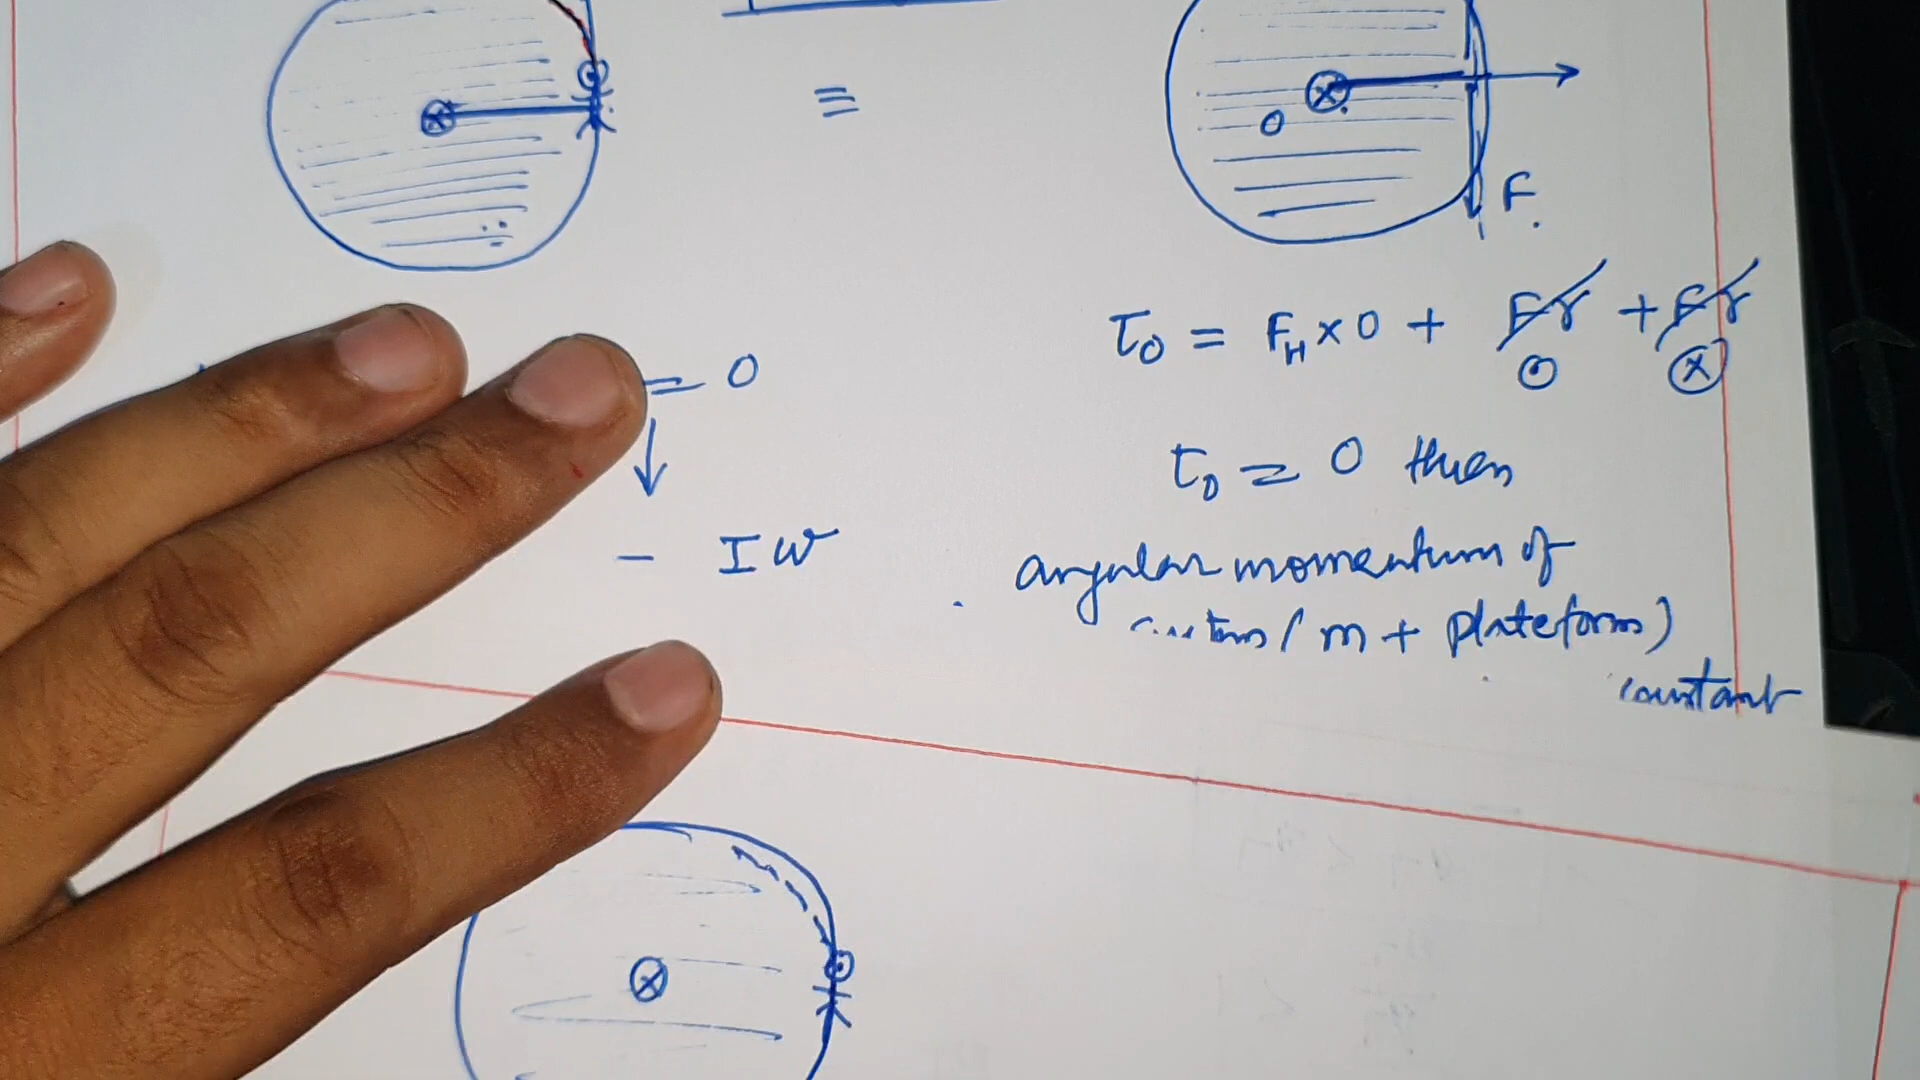 ≡
O
F.
τ₀ = F_H × 0 + Fr + Fr
⊙ ⊗
= 0
τ₀ = 0 then
↓
- Iω
angular momentum of
( m + plateform)
constant